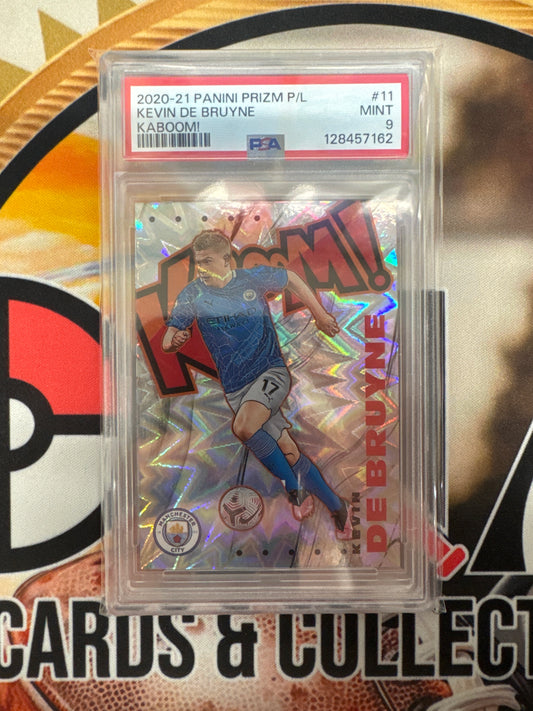 2020-21 PANINI PRIZM P/L #11
KEVIN DE BRUYNE MINT
KABOOM! 9
PSA 128457162
KABOOM!
17
KEVIN
DE BRUYNE
MANCHESTER
CITY
CARDS & COLLECT